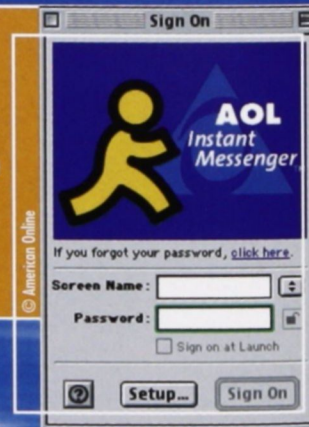 Sign On
AOL
Instant
Messenger
If you forgot your password, click here.
Screen Name:
Password:
Sign on at Launch
? Setup... Sign On
© American Online